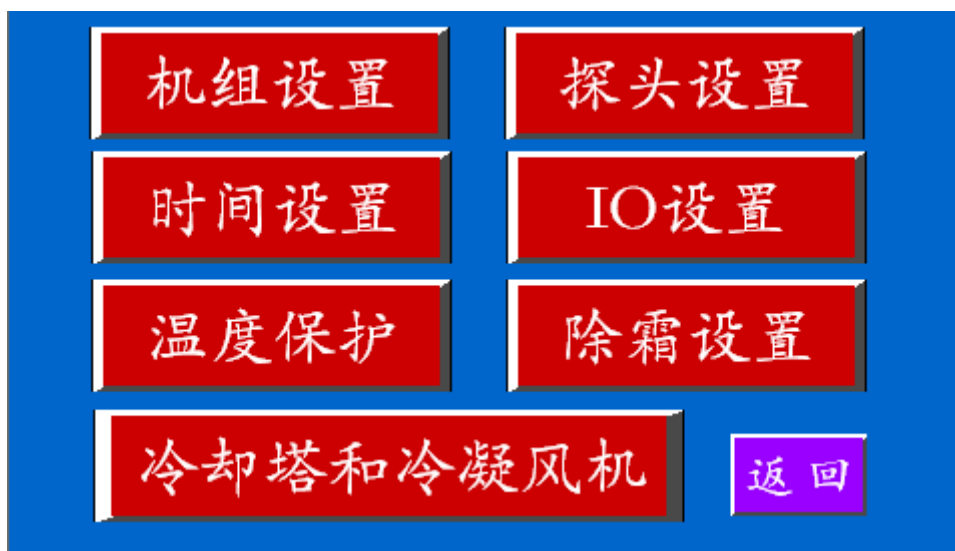 机组设置
探头设置
时间设置
IO设置
温度保护
除霜设置
冷却塔和冷凝风机
返回